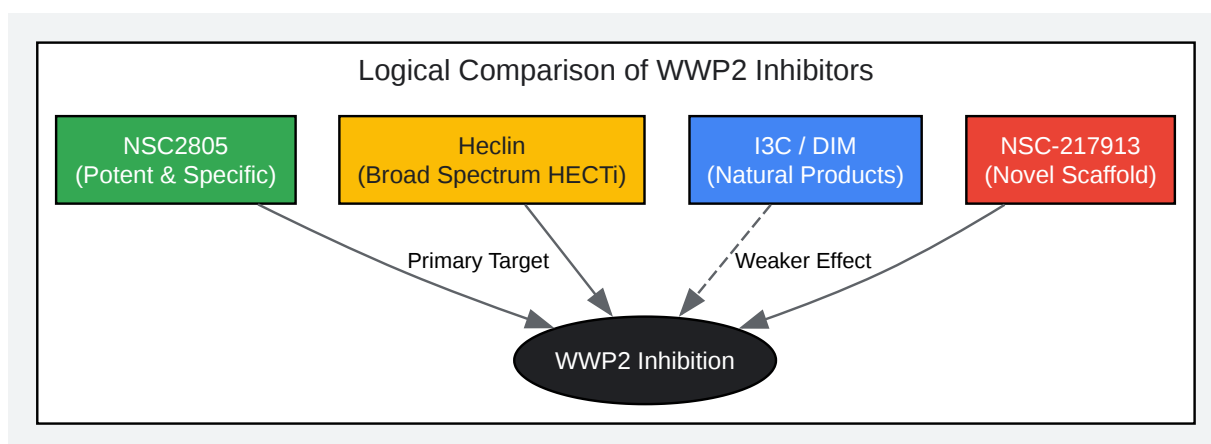 Logical Comparison of WWP2 Inhibitors
NSC2805
(Potent & Specific)
Heclin
(Broad Spectrum HECTi)
I3C / DIM
(Natural Products)
NSC-217913
(Novel Scaffold)
Primary Target
Weaker Effect
WWP2 Inhibition